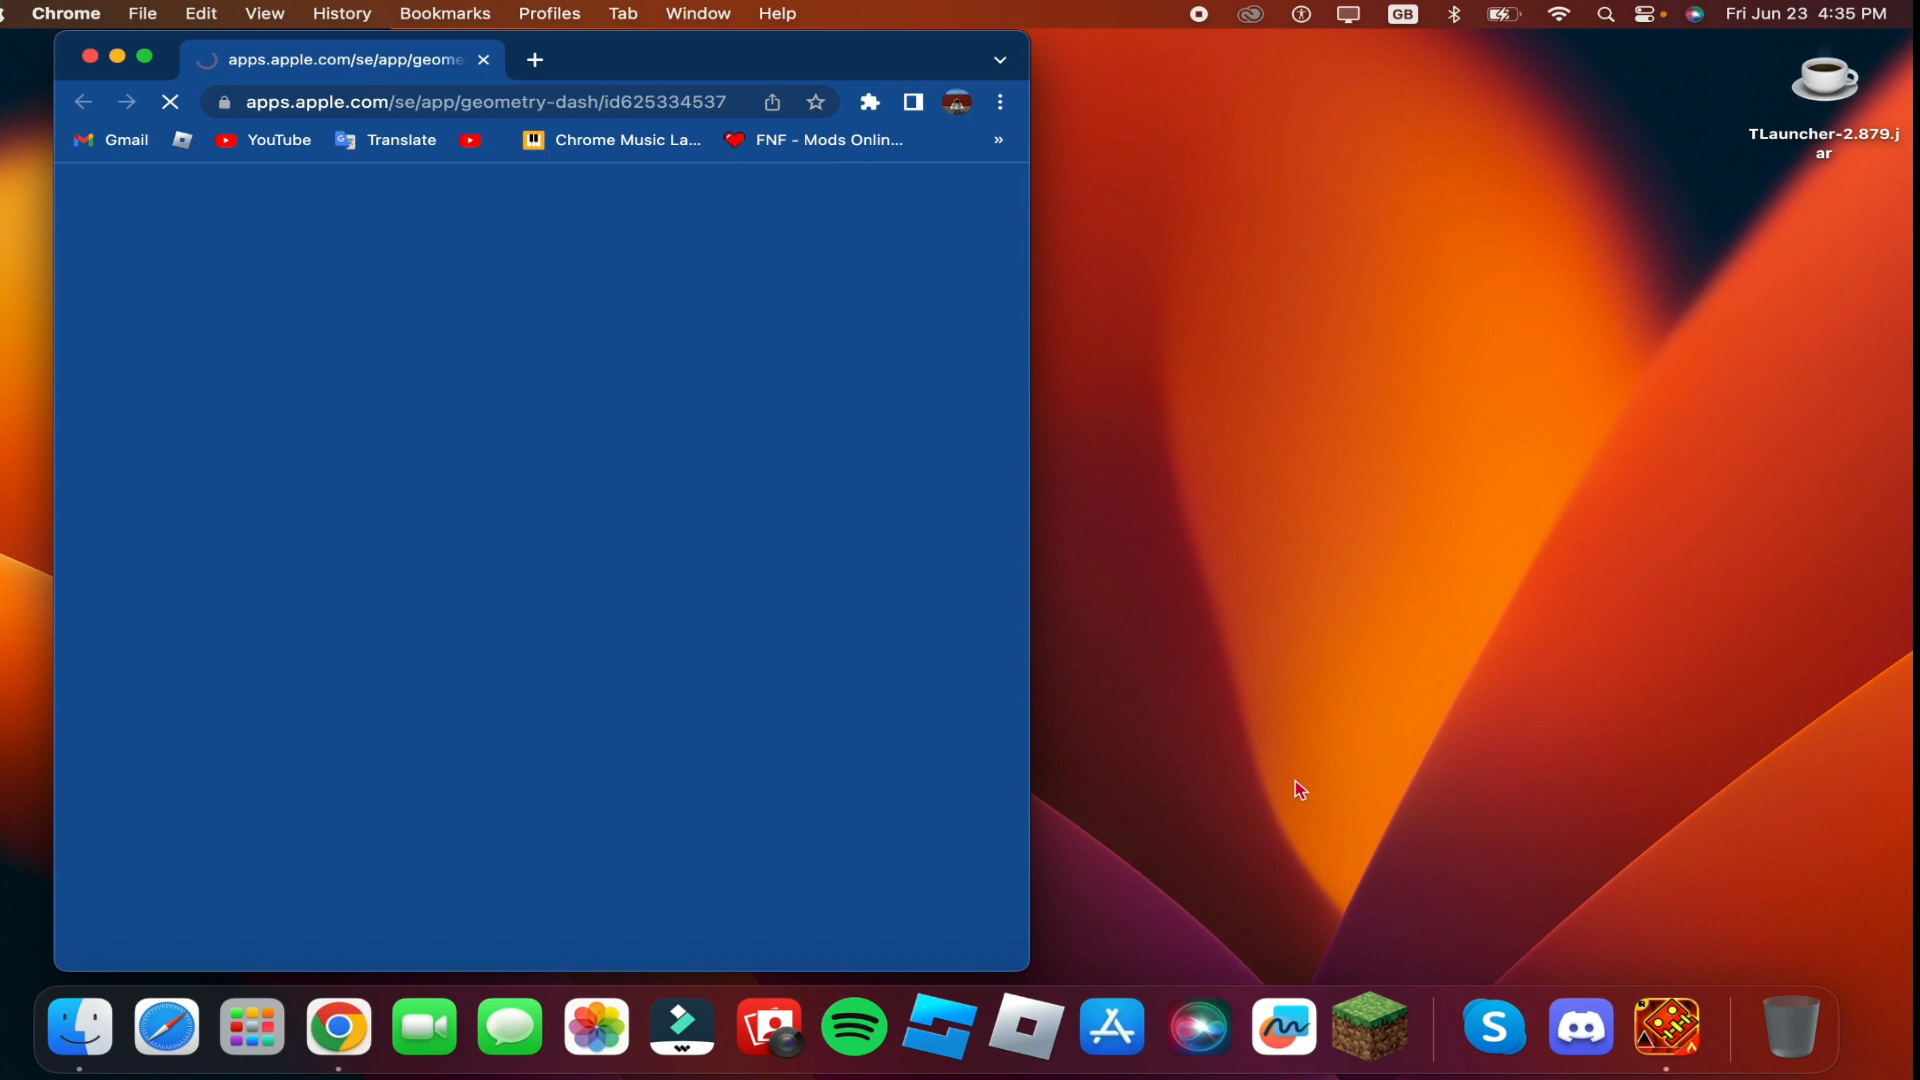 Chrome File Edit View History Bookmarks Profiles Tab Window Help GB Fri Jun 23 4:35 PM
apps.apple.com/se/app/geome
apps.apple.com/se/app/geometry-dash/id625334537
Gmail YouTube Translate Chrome Music La... FNF - Mods Onlin... »
TLauncher-2.879.j
ar